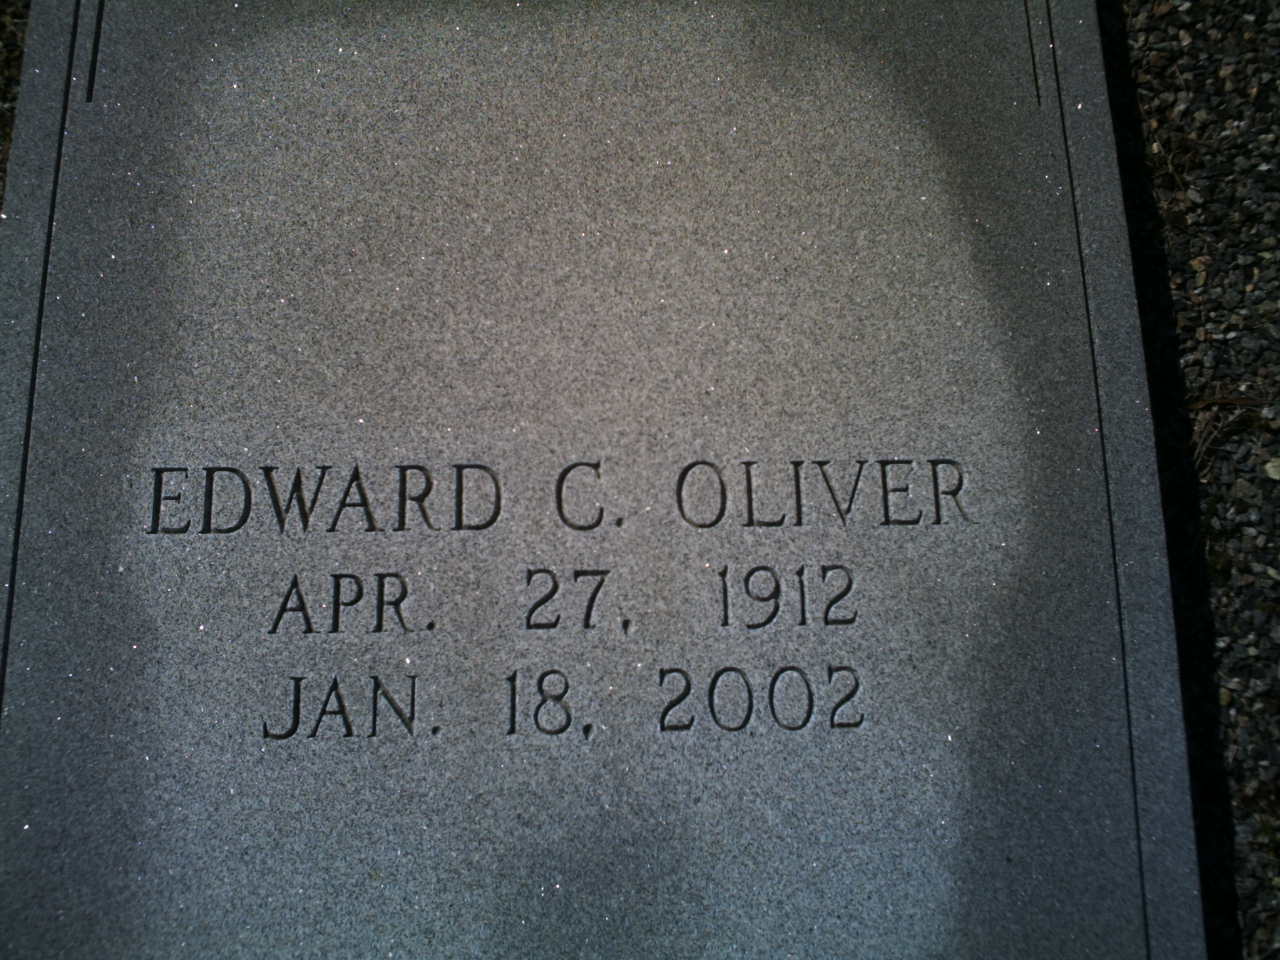 EDWARD C. OLIVER
APR. 27, 1912
JAN. 18, 2002